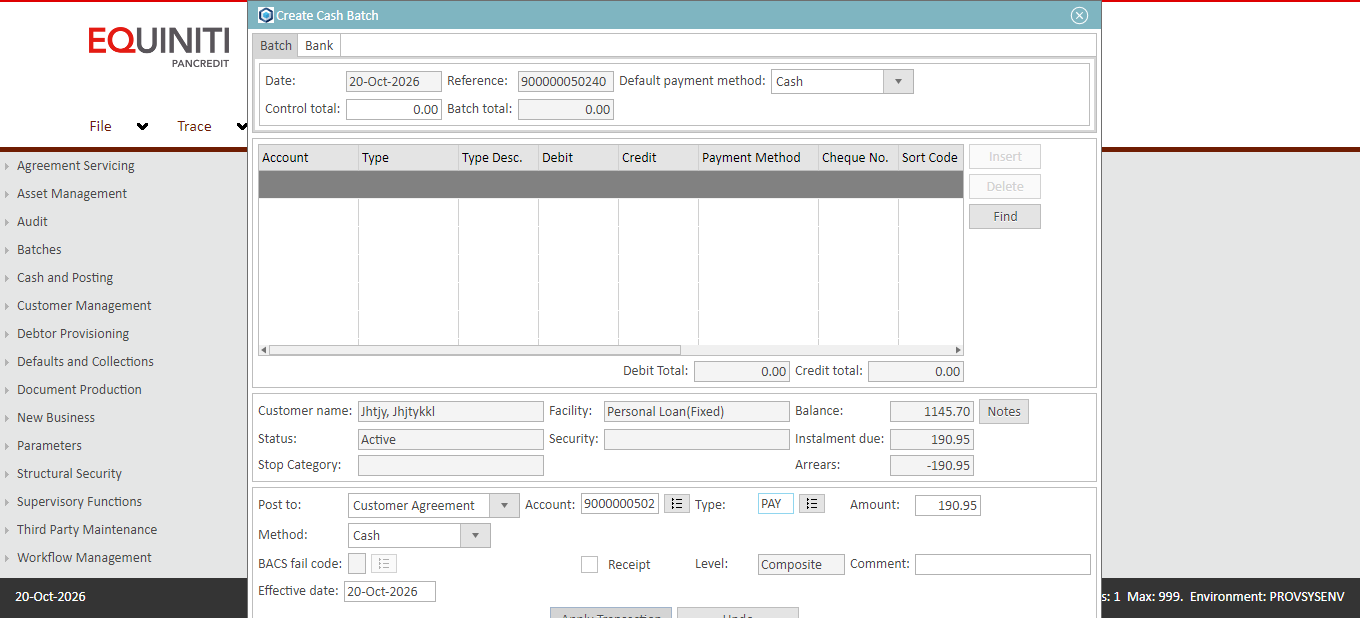 Create Cash Batch
EQUINITI
PANCREDIT
File
Trace
Batch Bank
Date: 20-Oct-2026 Reference: 900000050240 Default payment method: Cash
Control total: 0.00 Batch total: 0.00
Account Type Type Desc. Debit Credit Payment Method Cheque No. Sort Code
Insert
Delete
Find
Debit Total: 0.00 Credit total: 0.00
Customer name: Jhtjy, Jhjtykkl Facility: Personal Loan(Fixed) Balance: 1145.70 Notes
Status: Active Security: Instalment due: 190.95
Stop Category: Arrears: -190.95
Post to: Customer Agreement Account: 9000000502 Type: PAY Amount: 190.95
Method: Cash
BACS fail code: Receipt Level: Composite Comment:
Effective date: 20-Oct-2026
Apply Transaction Undo
Agreement Servicing
Asset Management
Audit
Batches
Cash and Posting
Customer Management
Debtor Provisioning
Defaults and Collections
Document Production
New Business
Parameters
Structural Security
Supervisory Functions
Third Party Maintenance
Workflow Management
20-Oct-2026
s: 1 Max: 999. Environment: PROVSYSENV